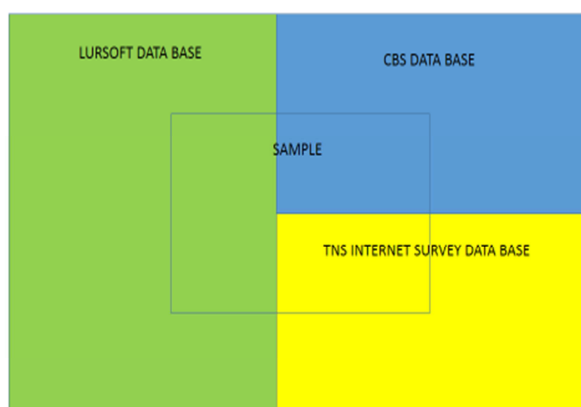 LURSOFT DATA BASE
CBS DATA BASE
SAMPLE
TNS INTERNET SURVEY DATA BASE